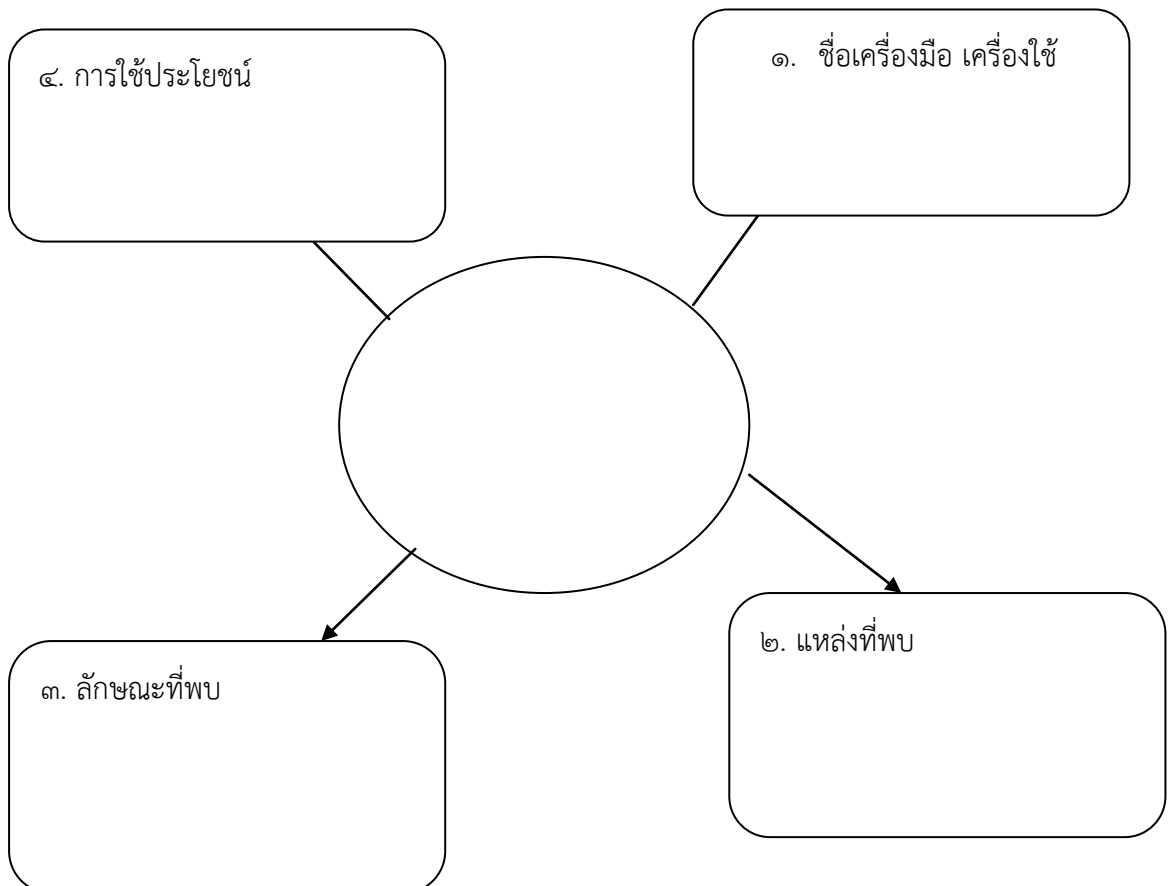 ๔. การใช้ประโยชน์
๑. ชื่อเครื่องมือ เครื่องใช้
๒. แหล่งที่พบ
๓. ลักษณะที่พบ